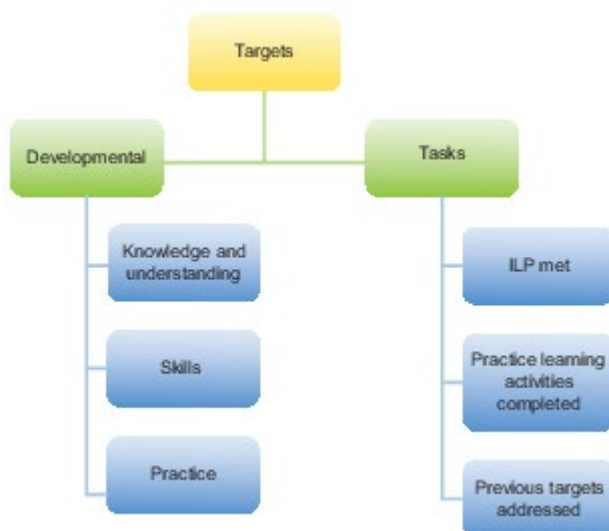 Targets
Developmental
Tasks
Knowledge and
understanding
Skills
Practice
ILP met
Practice learning
activities
completed
Previous targets
addressed